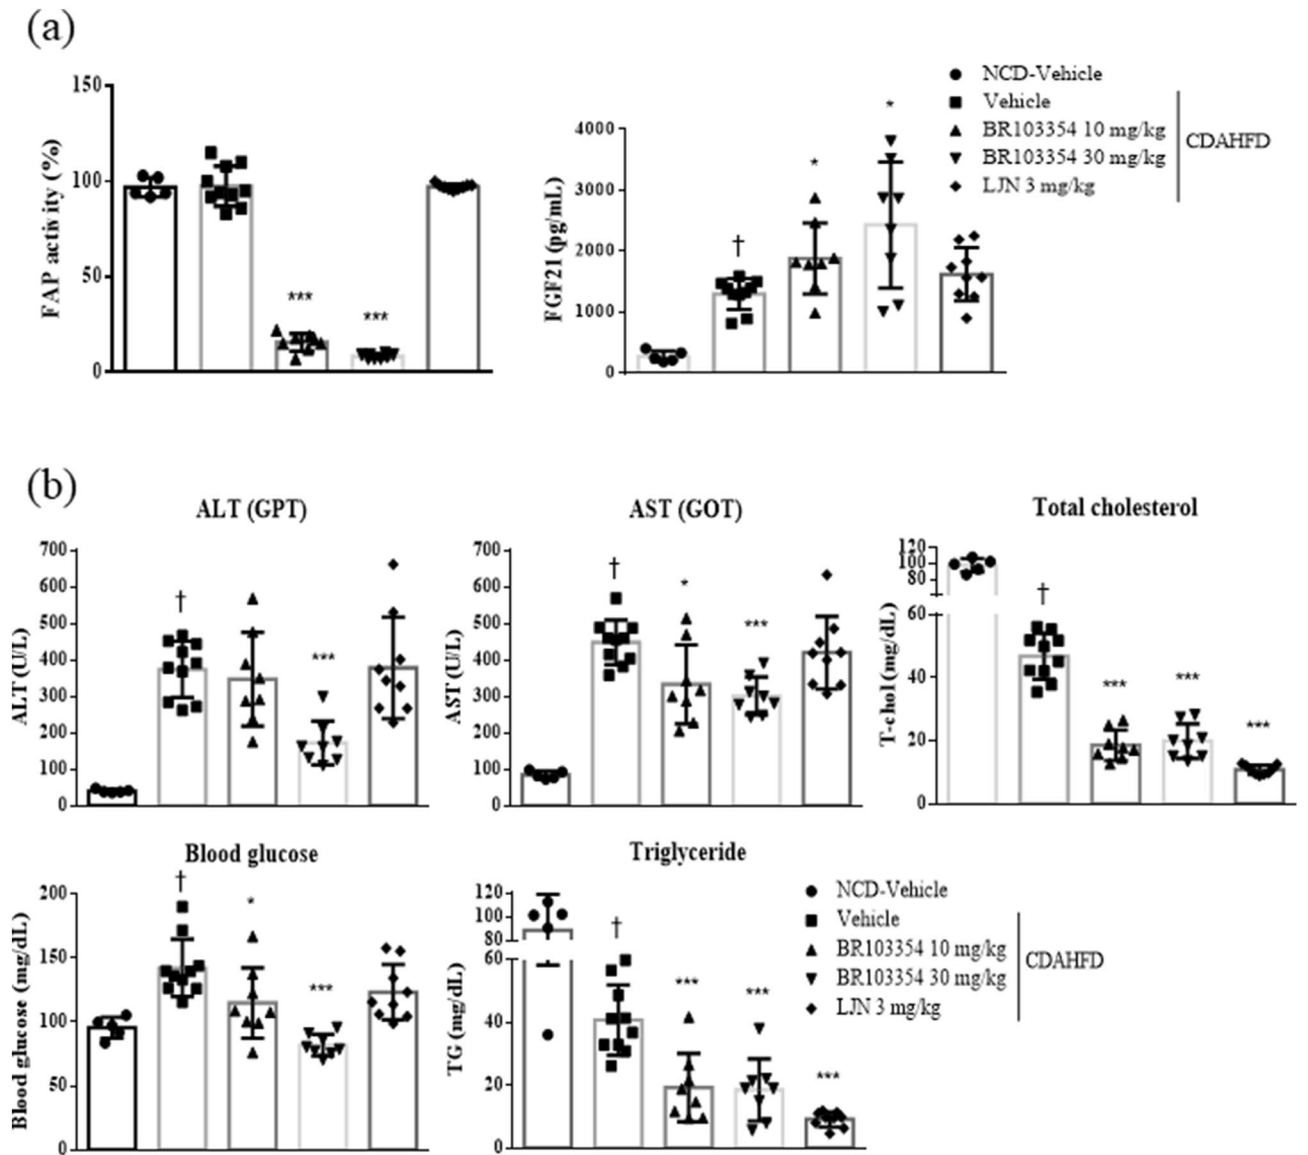 (a)
FAP activity (%)
150
100
50
0
***
***
FGF21 (pg/mL)
4000
3000
2000
1000
0
†
*
*
NCD-Vehicle
Vehicle
BR103354 10 mg/kg
BR103354 30 mg/kg
LJN 3 mg/kg
CDAHFD
(b)
ALT (GPT)
ALT (U/L)
700
600
500
400
300
200
100
0
†
***
AST (GOT)
AST (U/L)
700
600
500
400
300
200
100
0
†
*
***
Total cholesterol
T-chol (mg/dL)
120
100
80
60
40
20
0
†
***
***
***
Blood glucose
Blood glucose (mg/dL)
200
150
100
50
0
†
*
***
Triglyceride
TG (mg/dL)
120
100
80
60
40
20
0
†
***
***
***
NCD-Vehicle
Vehicle
BR103354 10 mg/kg
BR103354 30 mg/kg
LJN 3 mg/kg
CDAHFD